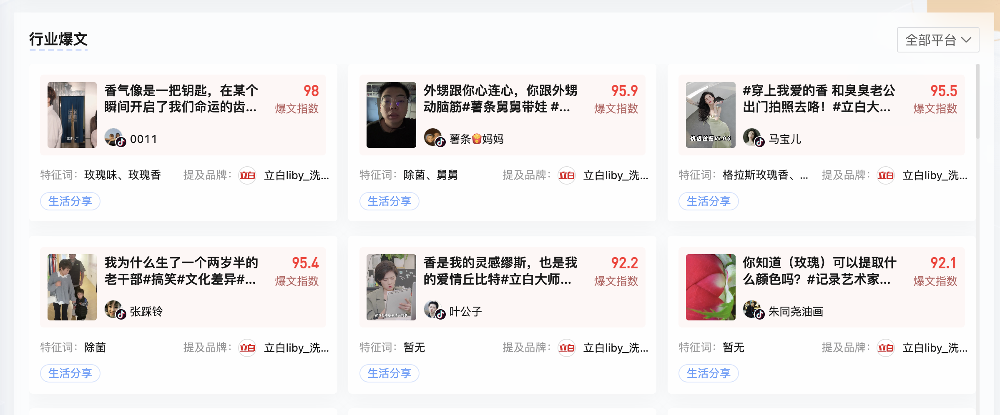 行业爆文
全部平台
香气像是一把钥匙，在某个
瞬间开启了我们命运的齿...
98
爆文指数
"在哪儿?"
0011
特征词：玫瑰味、玫瑰香
提及品牌：立白 立白liby_洗...
生活分享
外甥跟你心连心，你跟外甥
动脑筋#薯条舅舅带娃 #...
95.9
爆文指数
薯条🍟妈妈
特征词：除菌、舅舅
提及品牌：立白 立白liby_洗...
生活分享
#穿上我爱的香 和臭臭老公
出门拍照去咯！#立白大...
95.5
爆文指数
情侣拍照VLOG
马宝儿
特征词：格拉斯玫瑰香、...
提及品牌：立白 立白liby_洗...
生活分享
我为什么生了一个两岁半的
老干部#搞笑#文化差异#...
95.4
爆文指数
张踩铃
特征词：除菌
提及品牌：立白 立白liby_洗...
生活分享
香是我的灵感缪斯，也是我
的爱情丘比特#立白大师...
92.2
爆文指数
都说艺术家最痛苦的事
叶公子
特征词：暂无
提及品牌：立白 立白liby_洗...
生活分享
你知道（玫瑰）可以提取什
么颜色吗？#记录艺术家...
92.1
爆文指数
朱同尧油画
特征词：暂无
提及品牌：立白 立白liby_洗...
生活分享